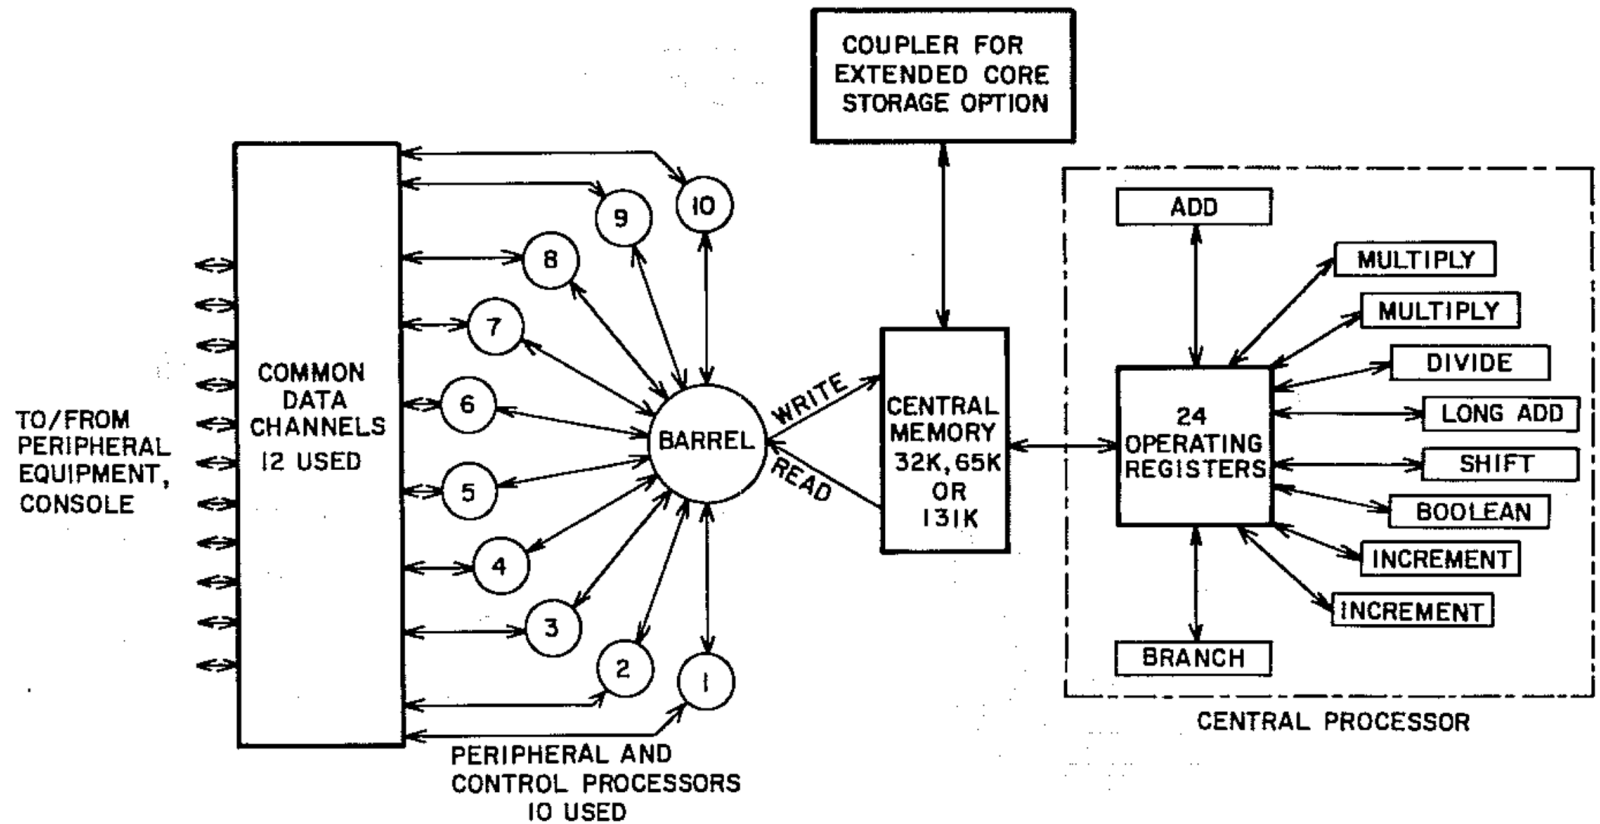 COUPLER FOR
EXTENDED CORE
STORAGE OPTION
COMMON
DATA
CHANNELS
12 USED
TO/FROM
PERIPHERAL
EQUIPMENT,
CONSOLE
10
9
8
7
6
5
4
3
2
1
BARREL
WRITE
READ
PERIPHERAL AND
CONTROL PROCESSORS
10 USED
CENTRAL
MEMORY
32K, 65K
OR
131K
24
OPERATING
REGISTERS
ADD
MULTIPLY
MULTIPLY
DIVIDE
LONG ADD
SHIFT
BOOLEAN
INCREMENT
INCREMENT
BRANCH
CENTRAL PROCESSOR